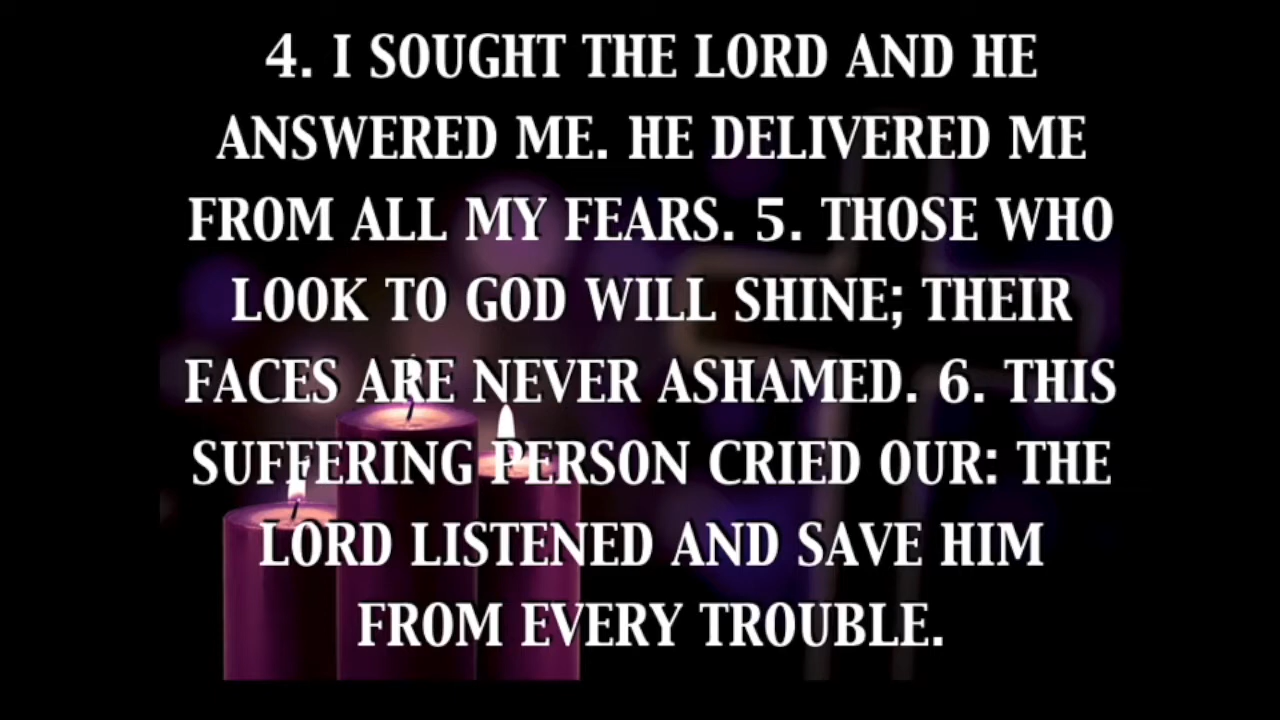 4. I SOUGHT THE LORD AND HE
ANSWERED ME. HE DELIVERED ME
FROM ALL MY FEARS. 5. THOSE WHO
LOOK TO GOD WILL SHINE; THEIR
FACES ARE NEVER ASHAMED. 6. THIS
SUFFERING PERSON CRIED OUR: THE
LORD LISTENED AND SAVE HIM
FROM EVERY TROUBLE.